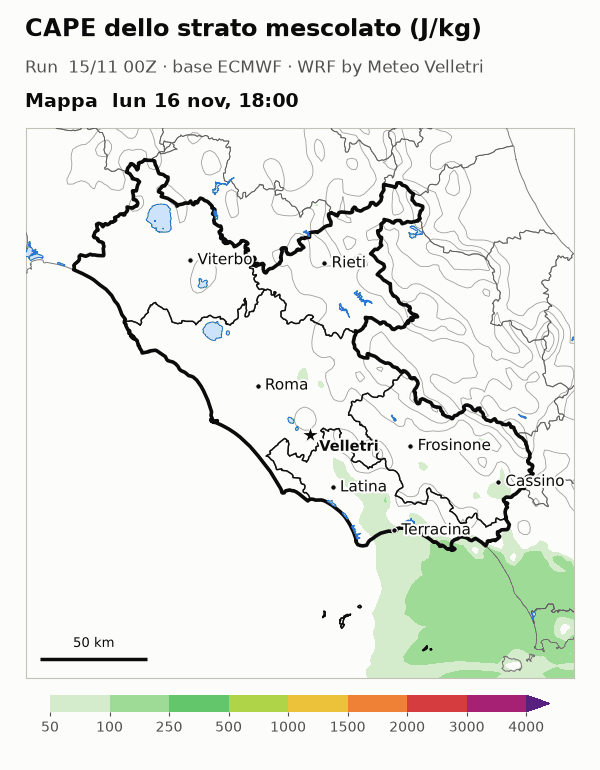 CAPE dello strato mescolato (J/kg)
Run  15/11 00Z · base ECMWF · WRF by Meteo Velletri
Mappa  lun 16 nov, 18:00
Viterbo
Rieti
Roma
Velletri
Frosinone
Cassino
Latina
Terracina
50 km
50 100 250 500 1000 1500 2000 3000 4000